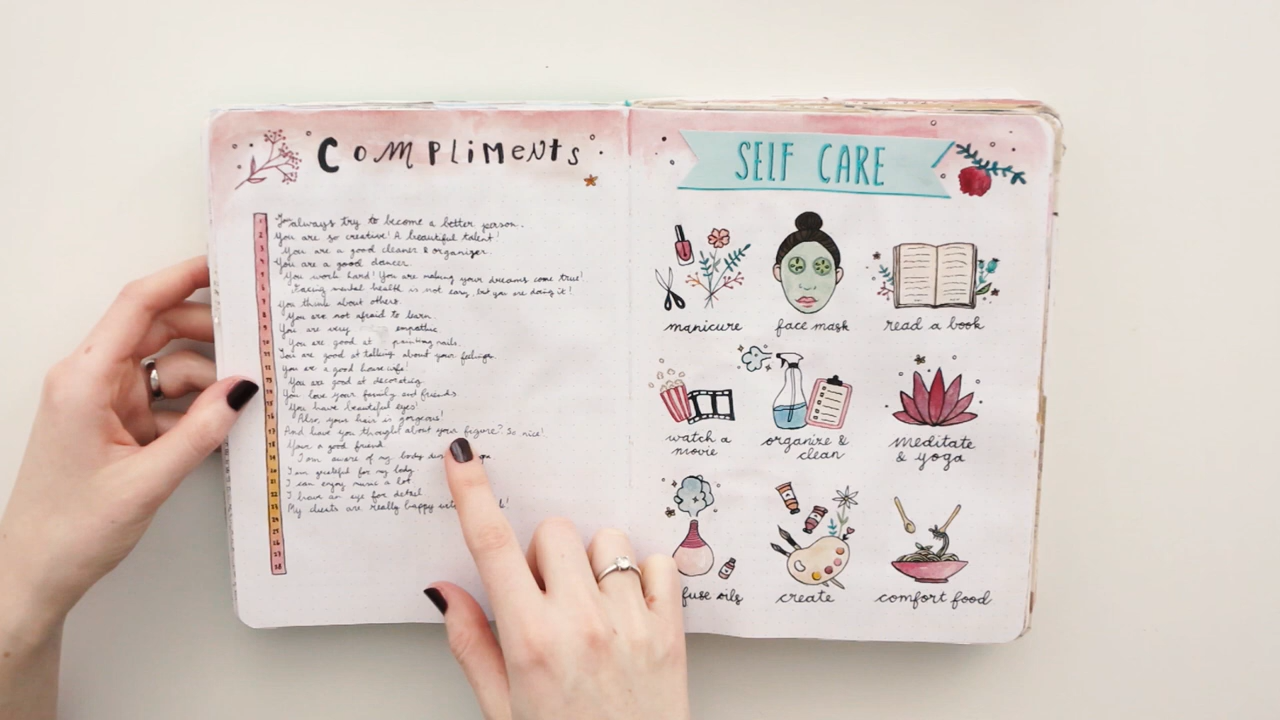 Compliments
You always try to become a better person.
You are so creative! A beautiful talent!
You are a good cleaner & organizer.
You are a good dancer.
You work hard! You are making your dreams come true!
Facing mental health is not easy, but you are doing it!
You think about others.
You are not afraid to learn.
You are very empathic
You are good at painting nails.
You are good at talking about your feelings.
You are a good housewife!
You are good at decorating
You love your family and friends
You have beautiful eyes!
Also, your hair is gorgeous!
And have you thought about your figure? So nice!
Your a good friend
I am aware of my body
I am grateful for my body
I can enjoy music a lot
I have an eye for detail
My clients are really happy
SELF CARE
manicure
face mask
read a book
watch a movie
organize & clean
meditate & yoga
fuse oils
create
comfort food